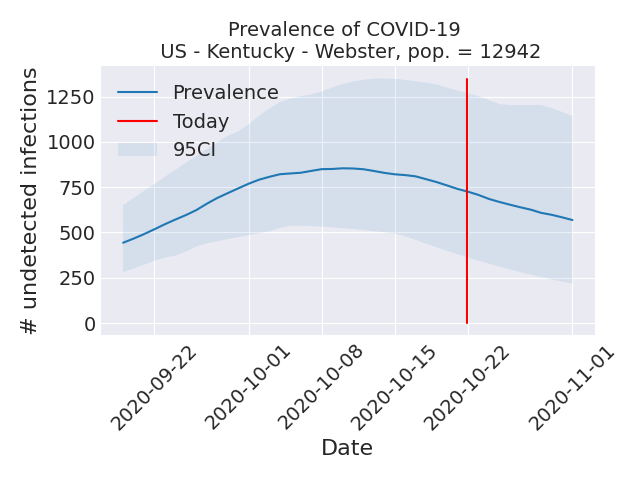 Prevalence of COVID-19
US - Kentucky - Webster, pop. = 12942
Prevalence
Today
95CI
# undetected infections
1250
1000
750
500
250
0
2020-09-22
2020-10-01
2020-10-08
2020-10-15
2020-10-22
2020-11-01
Date